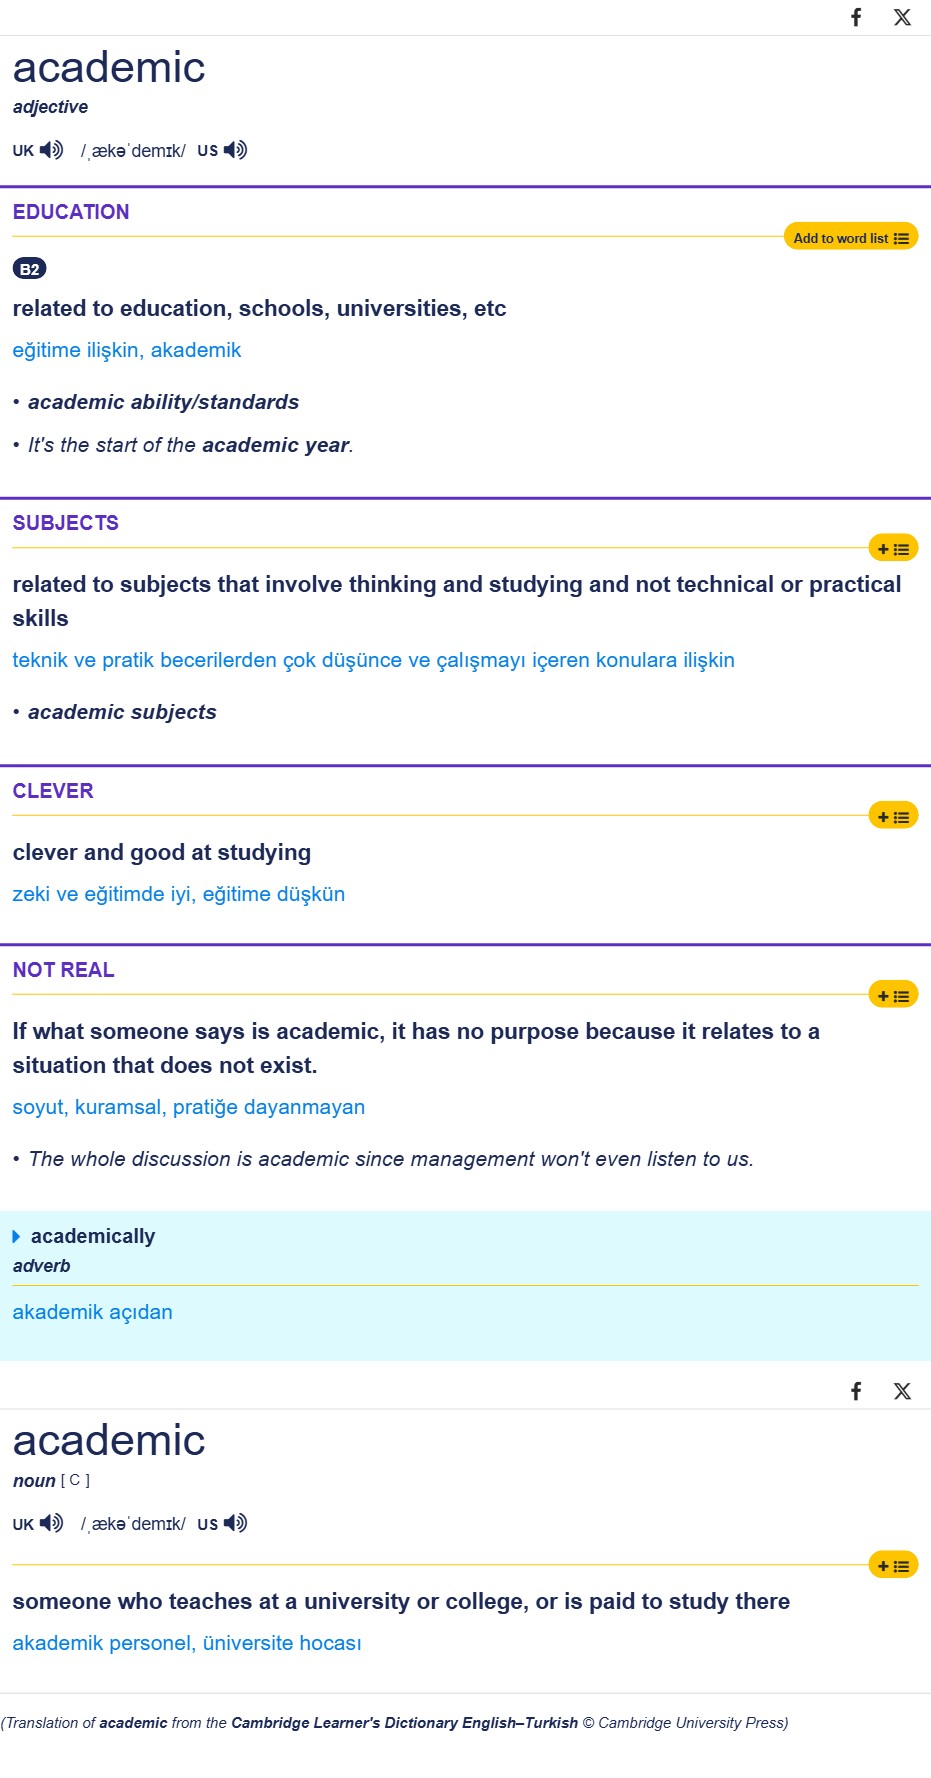 academic
adjective
UK /ˌækəˈdemɪk/ US
EDUCATION
Add to word list
B2
related to education, schools, universities, etc
eğitime ilişkin, akademik
• academic ability/standards
• It's the start of the academic year.
SUBJECTS
+
related to subjects that involve thinking and studying and not technical or practical
skills
teknik ve pratik becerilerden çok düşünce ve çalışmayı içeren konulara ilişkin
• academic subjects
CLEVER
+
clever and good at studying
zeki ve eğitimde iyi, eğitime düşkün
NOT REAL
+
If what someone says is academic, it has no purpose because it relates to a
situation that does not exist.
soyut, kuramsal, pratiğe dayanmayan
• The whole discussion is academic since management won't even listen to us.
academically
adverb
akademik açıdan
academic
noun [ C ]
UK /ˌækəˈdemɪk/ US
+
someone who teaches at a university or college, or is paid to study there
akademik personel, üniversite hocası
(Translation of academic from the Cambridge Learner's Dictionary English–Turkish © Cambridge University Press)